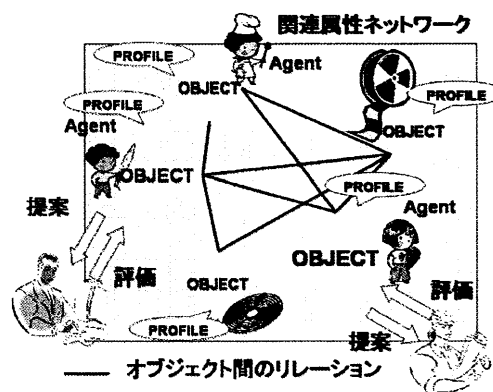 関連属性ネットワーク
PROFILE
Agent
OBJECT
PROFILE
PROFILE
Agent
OBJECT
OBJECT
PROFILE
Agent
提案
OBJECT
評価
OBJECT
評価
PROFILE
提案
オブジェクト間のリレーション